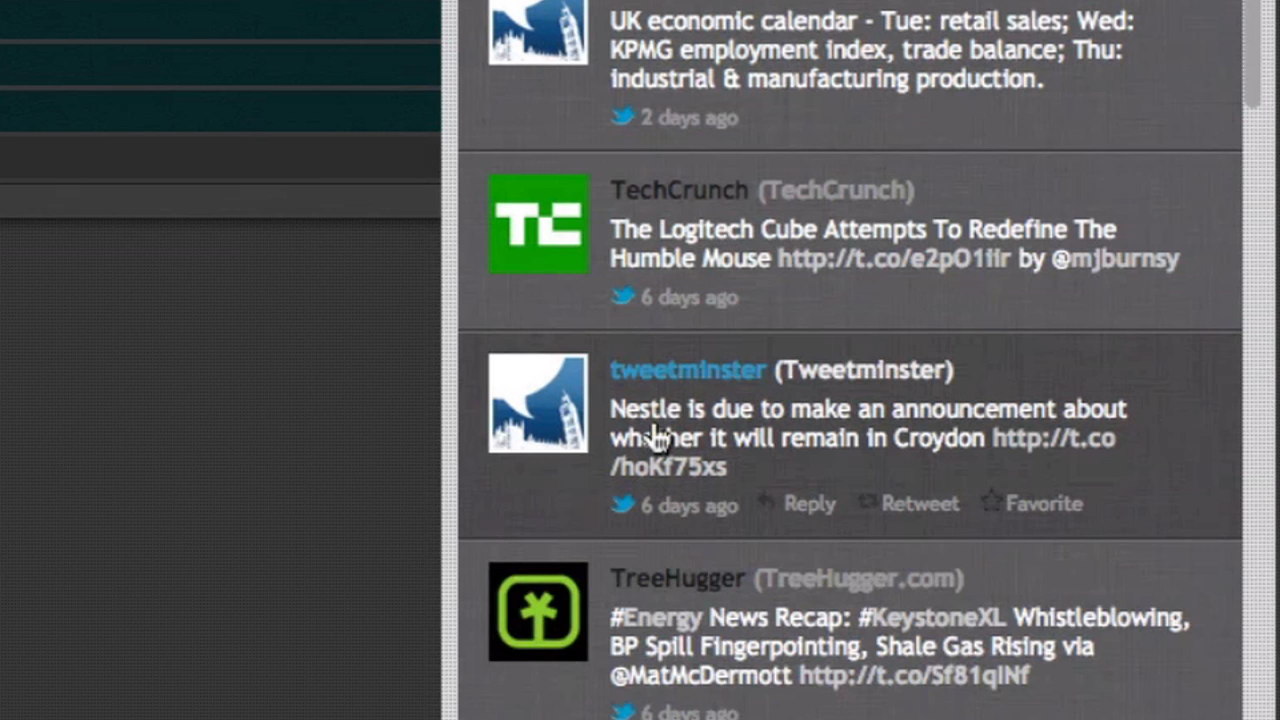 UK economic calendar - Tue: retail sales; Wed:
KPMG employment index, trade balance; Thu:
industrial & manufacturing production.
2 days ago
TC
TechCrunch (TechCrunch)
The Logitech Cube Attempts To Redefine The
Humble Mouse http://t.co/e2pO1iir by @mjburnsy
6 days ago
tweetminster (Tweetminster)
Nestle is due to make an announcement about
whether it will remain in Croydon http://t.co
/hoKf75xs
6 days ago Reply Retweet Favorite
TreeHugger (TreeHugger.com)
#Energy News Recap: #KeystoneXL Whistleblowing,
BP Spill Fingerpointing, Shale Gas Rising via
@MatMcDermott http://t.co/Sf81qINf
6 days ago